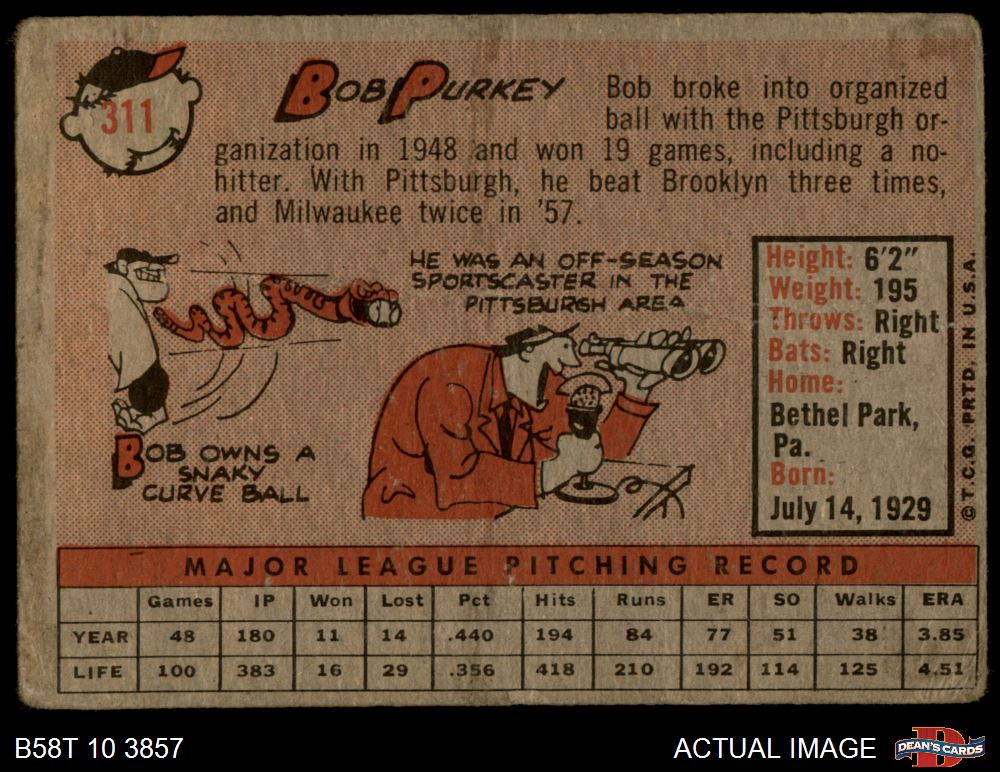 311
BOB PURKEY
Bob broke into organized
ball with the Pittsburgh or-
ganization in 1948 and won 19 games, including a no-
hitter. With Pittsburgh, he beat Brooklyn three times,
and Milwaukee twice in '57.
BOB OWNS A
SNAKY
CURVE BALL
HE WAS AN OFF-SEASON
SPORTSCASTER IN THE
PITTSBURGH AREA
Height: 6'2"
Weight: 195
Throws: Right
Bats: Right
Home:
Bethel Park,
Pa.
Born:
July 14, 1929
© T.C.G. PRTD. IN U.S.A.
MAJOR LEAGUE PITCHING RECORD
Games IP Won Lost Pct Hits Runs ER SO Walks ERA
YEAR 48 180 11 14 .440 194 84 77 51 38 3.85
LIFE 100 383 16 29 .356 418 210 192 114 125 4.51
B58T 10 3857
ACTUAL IMAGE
D
DEAN'S CARDS